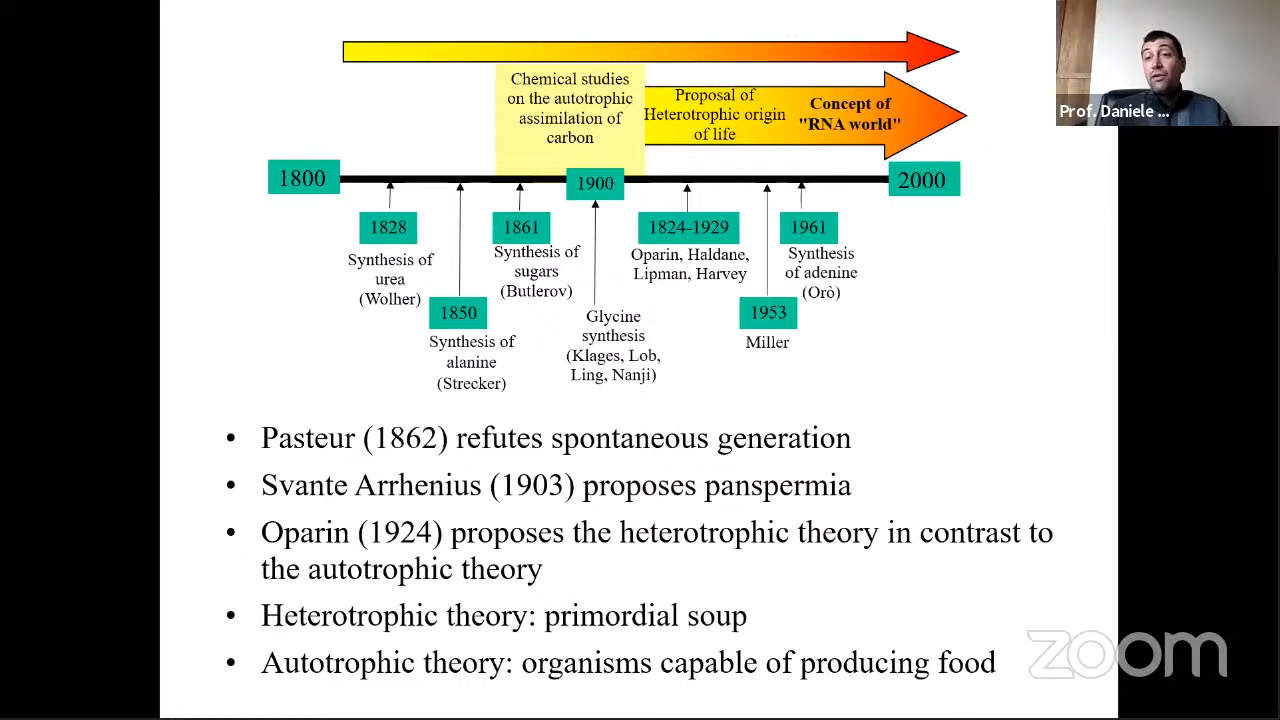 Chemical studies
on the autotrophic
assimilation of
carbon
Proposal of
Heterotrophic origin
of life
Concept of
"RNA world"
Prof. Daniele ...
1800
1900
2000
1828
Synthesis of
urea
(Wolher)
1850
Synthesis of
alanine
(Strecker)
1861
Synthesis of
sugars
(Butlerov)
Glycine
synthesis
(Klages, Lob,
Ling, Nanji)
1824-1929
Oparin, Haldane,
Lipman, Harvey
1953
Miller
1961
Synthesis
of adenine
(Orò)
• Pasteur (1862) refutes spontaneous generation
• Svante Arrhenius (1903) proposes panspermia
• Oparin (1924) proposes the heterotrophic theory in contrast to
the autotrophic theory
• Heterotrophic theory: primordial soup
• Autotrophic theory: organisms capable of producing food
zoom